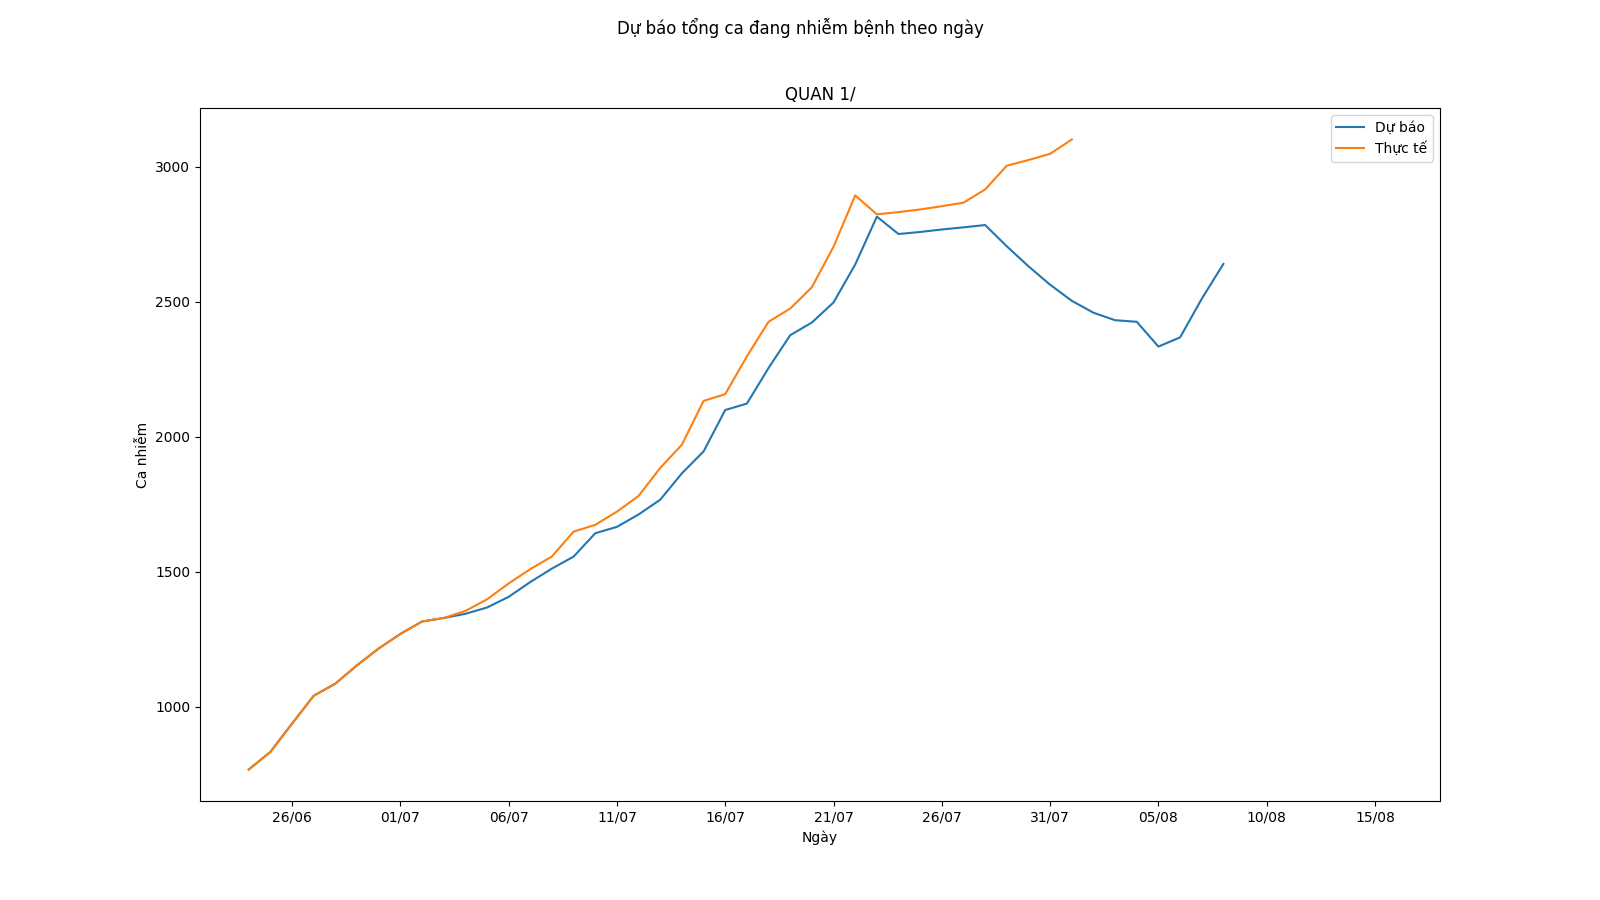 Dự báo tổng ca đang nhiễm bệnh theo ngày
QUAN 1/
Dự báo
Thực tế
3000
2500
2000
1500
1000
Ca nhiễm
26/06 01/07 06/07 11/07 16/07 21/07 26/07 31/07 05/08 10/08 15/08
Ngày